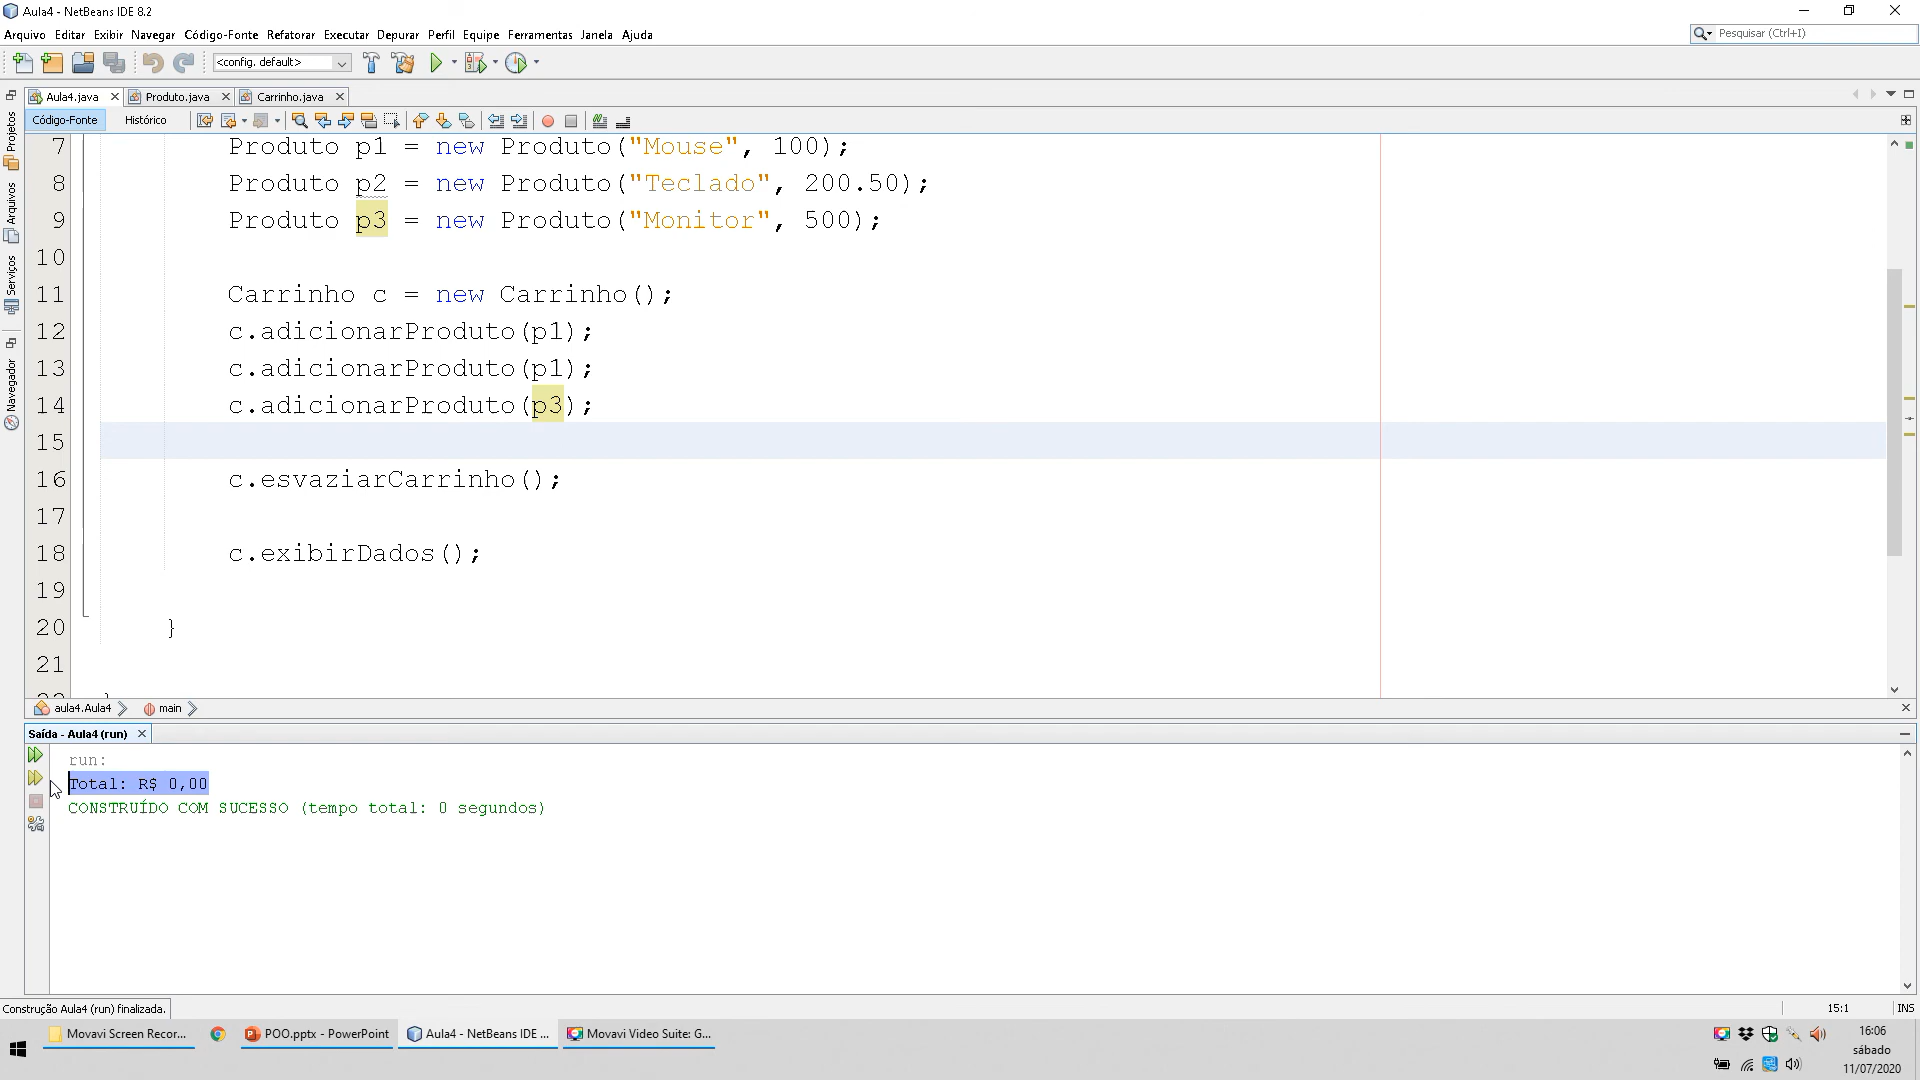 Aula4 - NetBeans IDE 8.2
Arquivo Editar Exibir Navegar Código-Fonte Refatorar Executar Depurar Perfil Equipe Ferramentas Janela Ajuda
Pesquisar (Ctrl+I)
<config. default>
Aula4.java Produto.java Carrinho.java
Código-Fonte Histórico
Projetos
Arquivos
Serviços
Navegador
7 Produto p1 = new Produto("Mouse", 100);
8 Produto p2 = new Produto("Teclado", 200.50);
9 Produto p3 = new Produto("Monitor", 500);
10
11 Carrinho c = new Carrinho();
12 c.adicionarProduto(p1);
13 c.adicionarProduto(p1);
14 c.adicionarProduto(p3);
15
16 c.esvaziarCarrinho();
17
18 c.exibirDados();
19
20 }
21
aula4.Aula4 main
Saída - Aula4 (run)
run:
Total: R$ 0,00
CONSTRUÍDO COM SUCESSO (tempo total: 0 segundos)
Construção Aula4 (run) finalizada.
15:1 INS
Movavi Screen Recor... POO.pptx - PowerPoint Aula4 - NetBeans IDE ... Movavi Video Suite: G...
16:06
sábado
11/07/2020